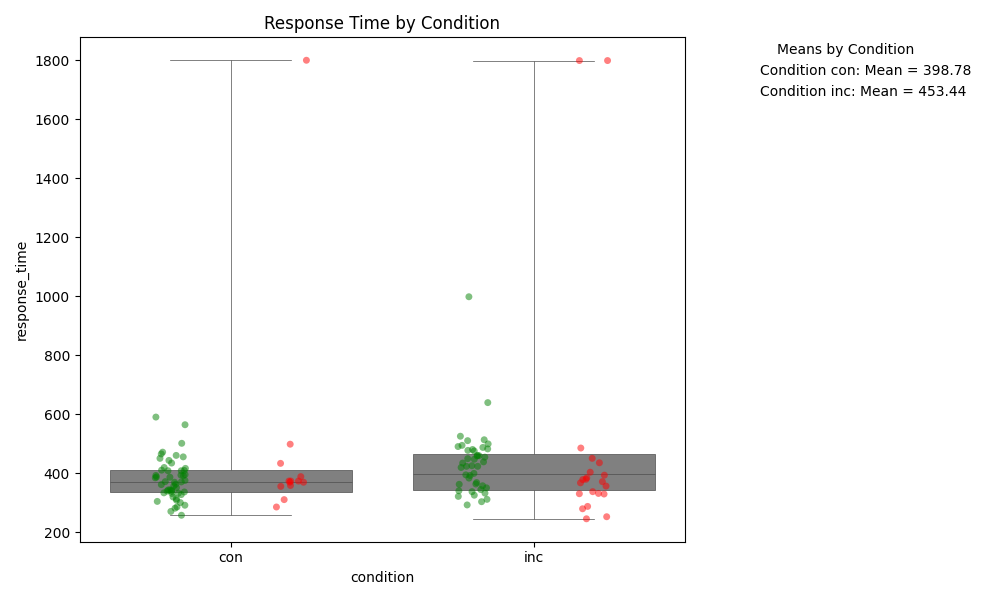 Response Time by Condition
Means by Condition
Condition con: Mean = 398.78
Condition inc: Mean = 453.44
response_time
1800
1600
1400
1200
1000
800
600
400
200
con
inc
condition